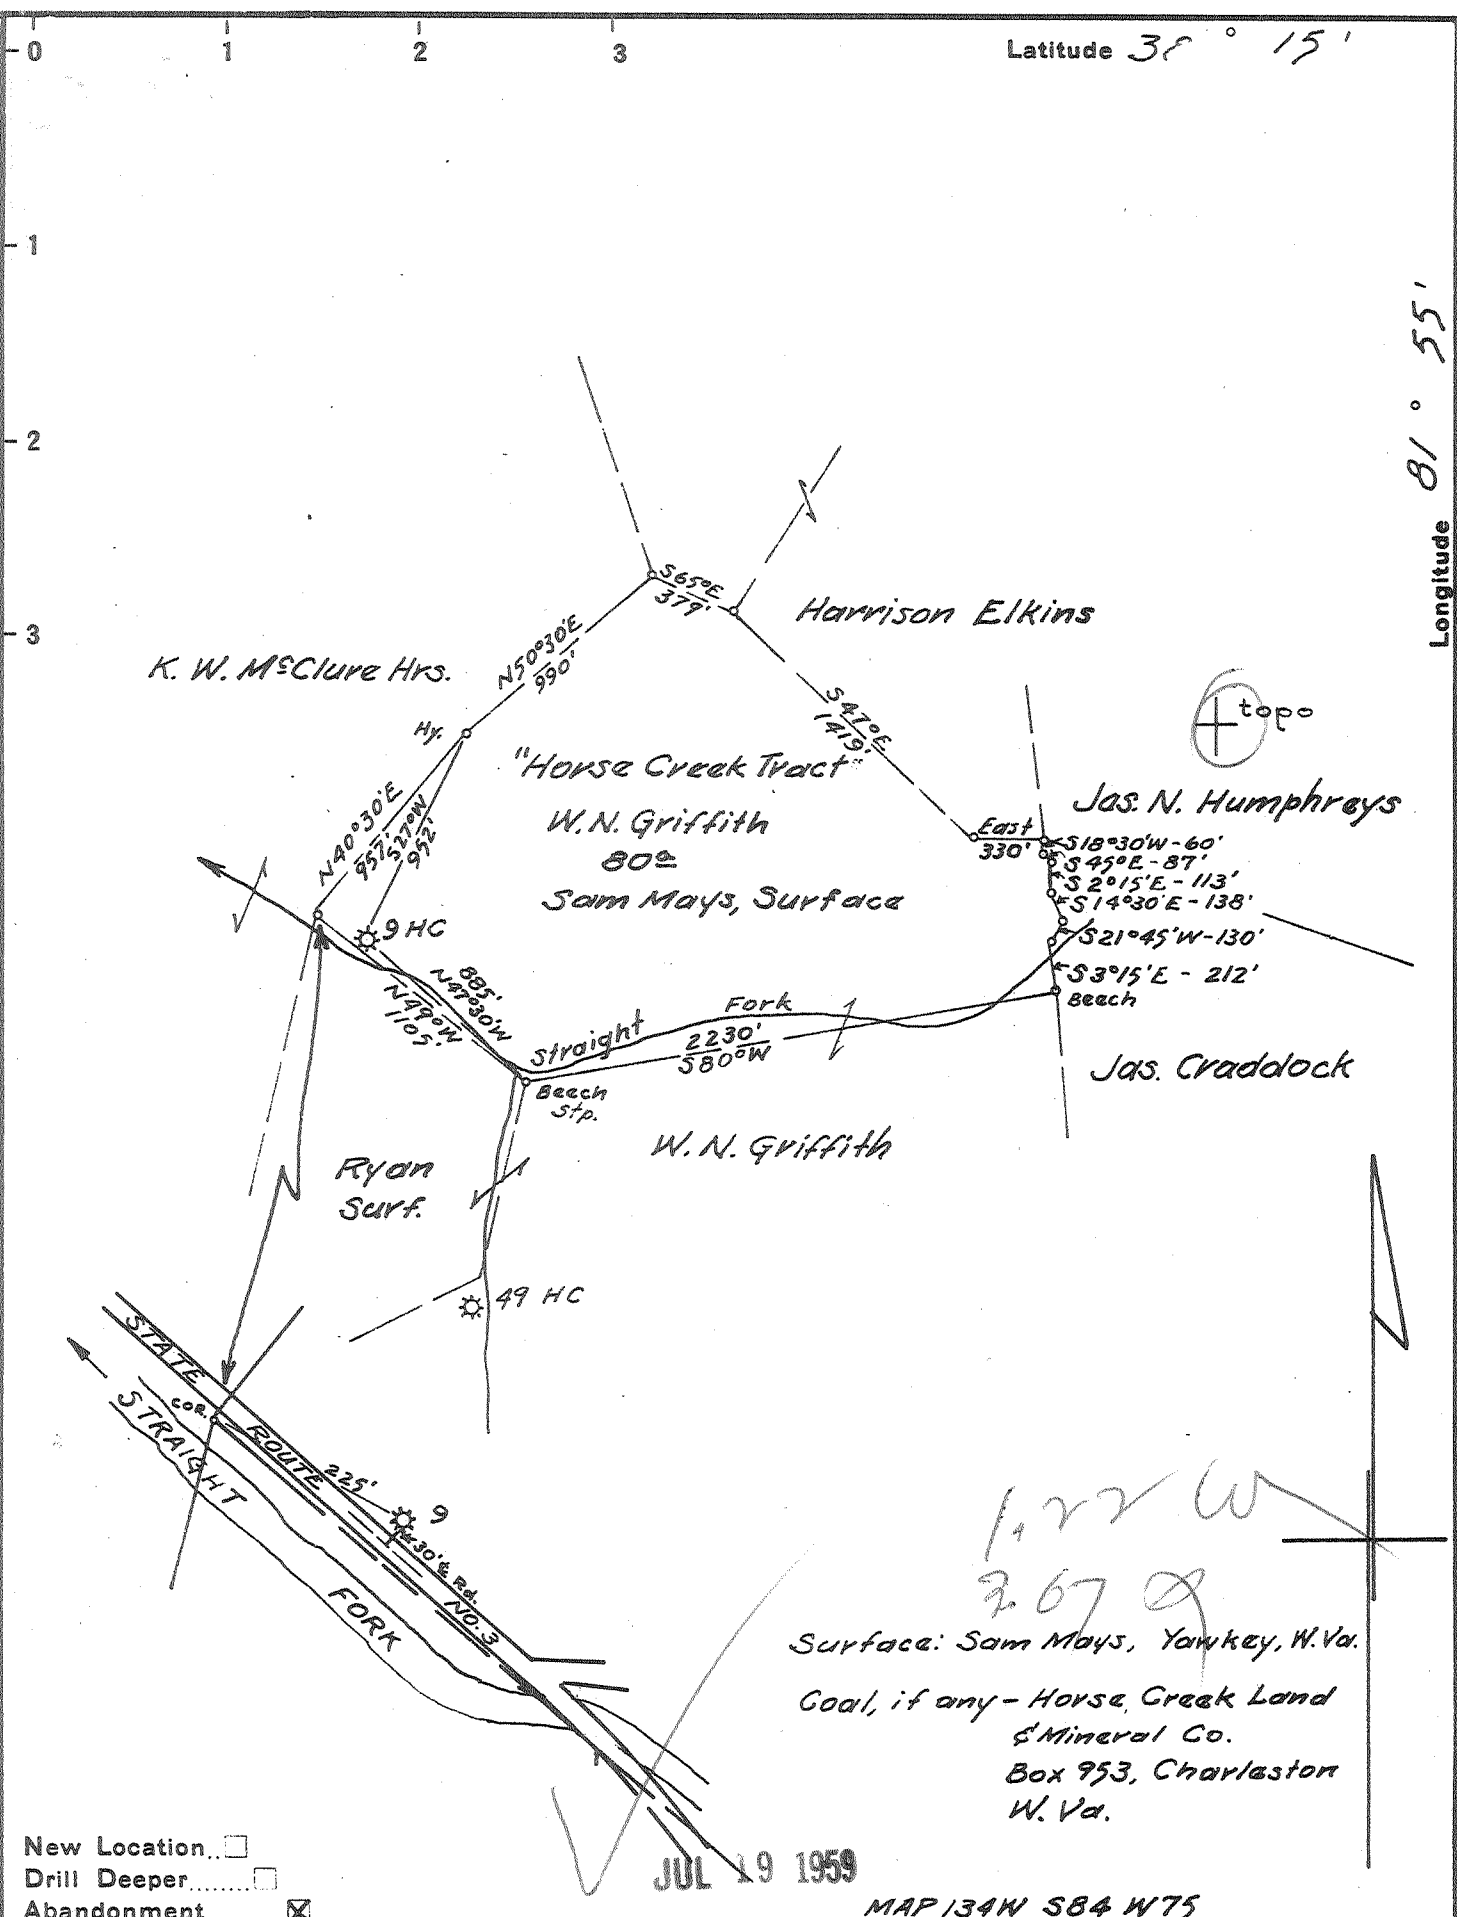 0 1 2 3
Latitude 38° 15'
1
2
3
Longitude 81° 55'
S65°E
379'
Harrison Elkins
N50°30'E
990'
K. W. McClure Hrs.
Hy.
S47°E
1419'
topo
"Horse Creek Tract"
W.N. Griffith
80a
Sam Mays, Surface
Jas. N. Humphreys
N40°30'E
957'
S27°W
952'
East
330'
S18°30'W-60'
S45°E-87'
S2°15'E-113'
S14°30'E-138'
S21°45'W-130'
S3°15'E - 212'
Beech
9 HC
885'
N47°30'W
N49°W
1105'
Straight Fork
2230'
S80°W
Beech
Stp.
Jas. Craddock
W.N. Griffith
Ryan
Surf.
49 HC
STATE ROUTE NO. 3
COR.
STRAIGHT FORK
225'
9
30' ℄ Rd.
1.22 W
Surface: Sam Mays, Yawkey, W.Va.
Coal, if any - Horse Creek Land
& Mineral Co.
Box 953, Charleston
W. Va.
New Location..
Drill Deeper........
Abandonment
JUL 19 1959
MAP 134W S84 W75